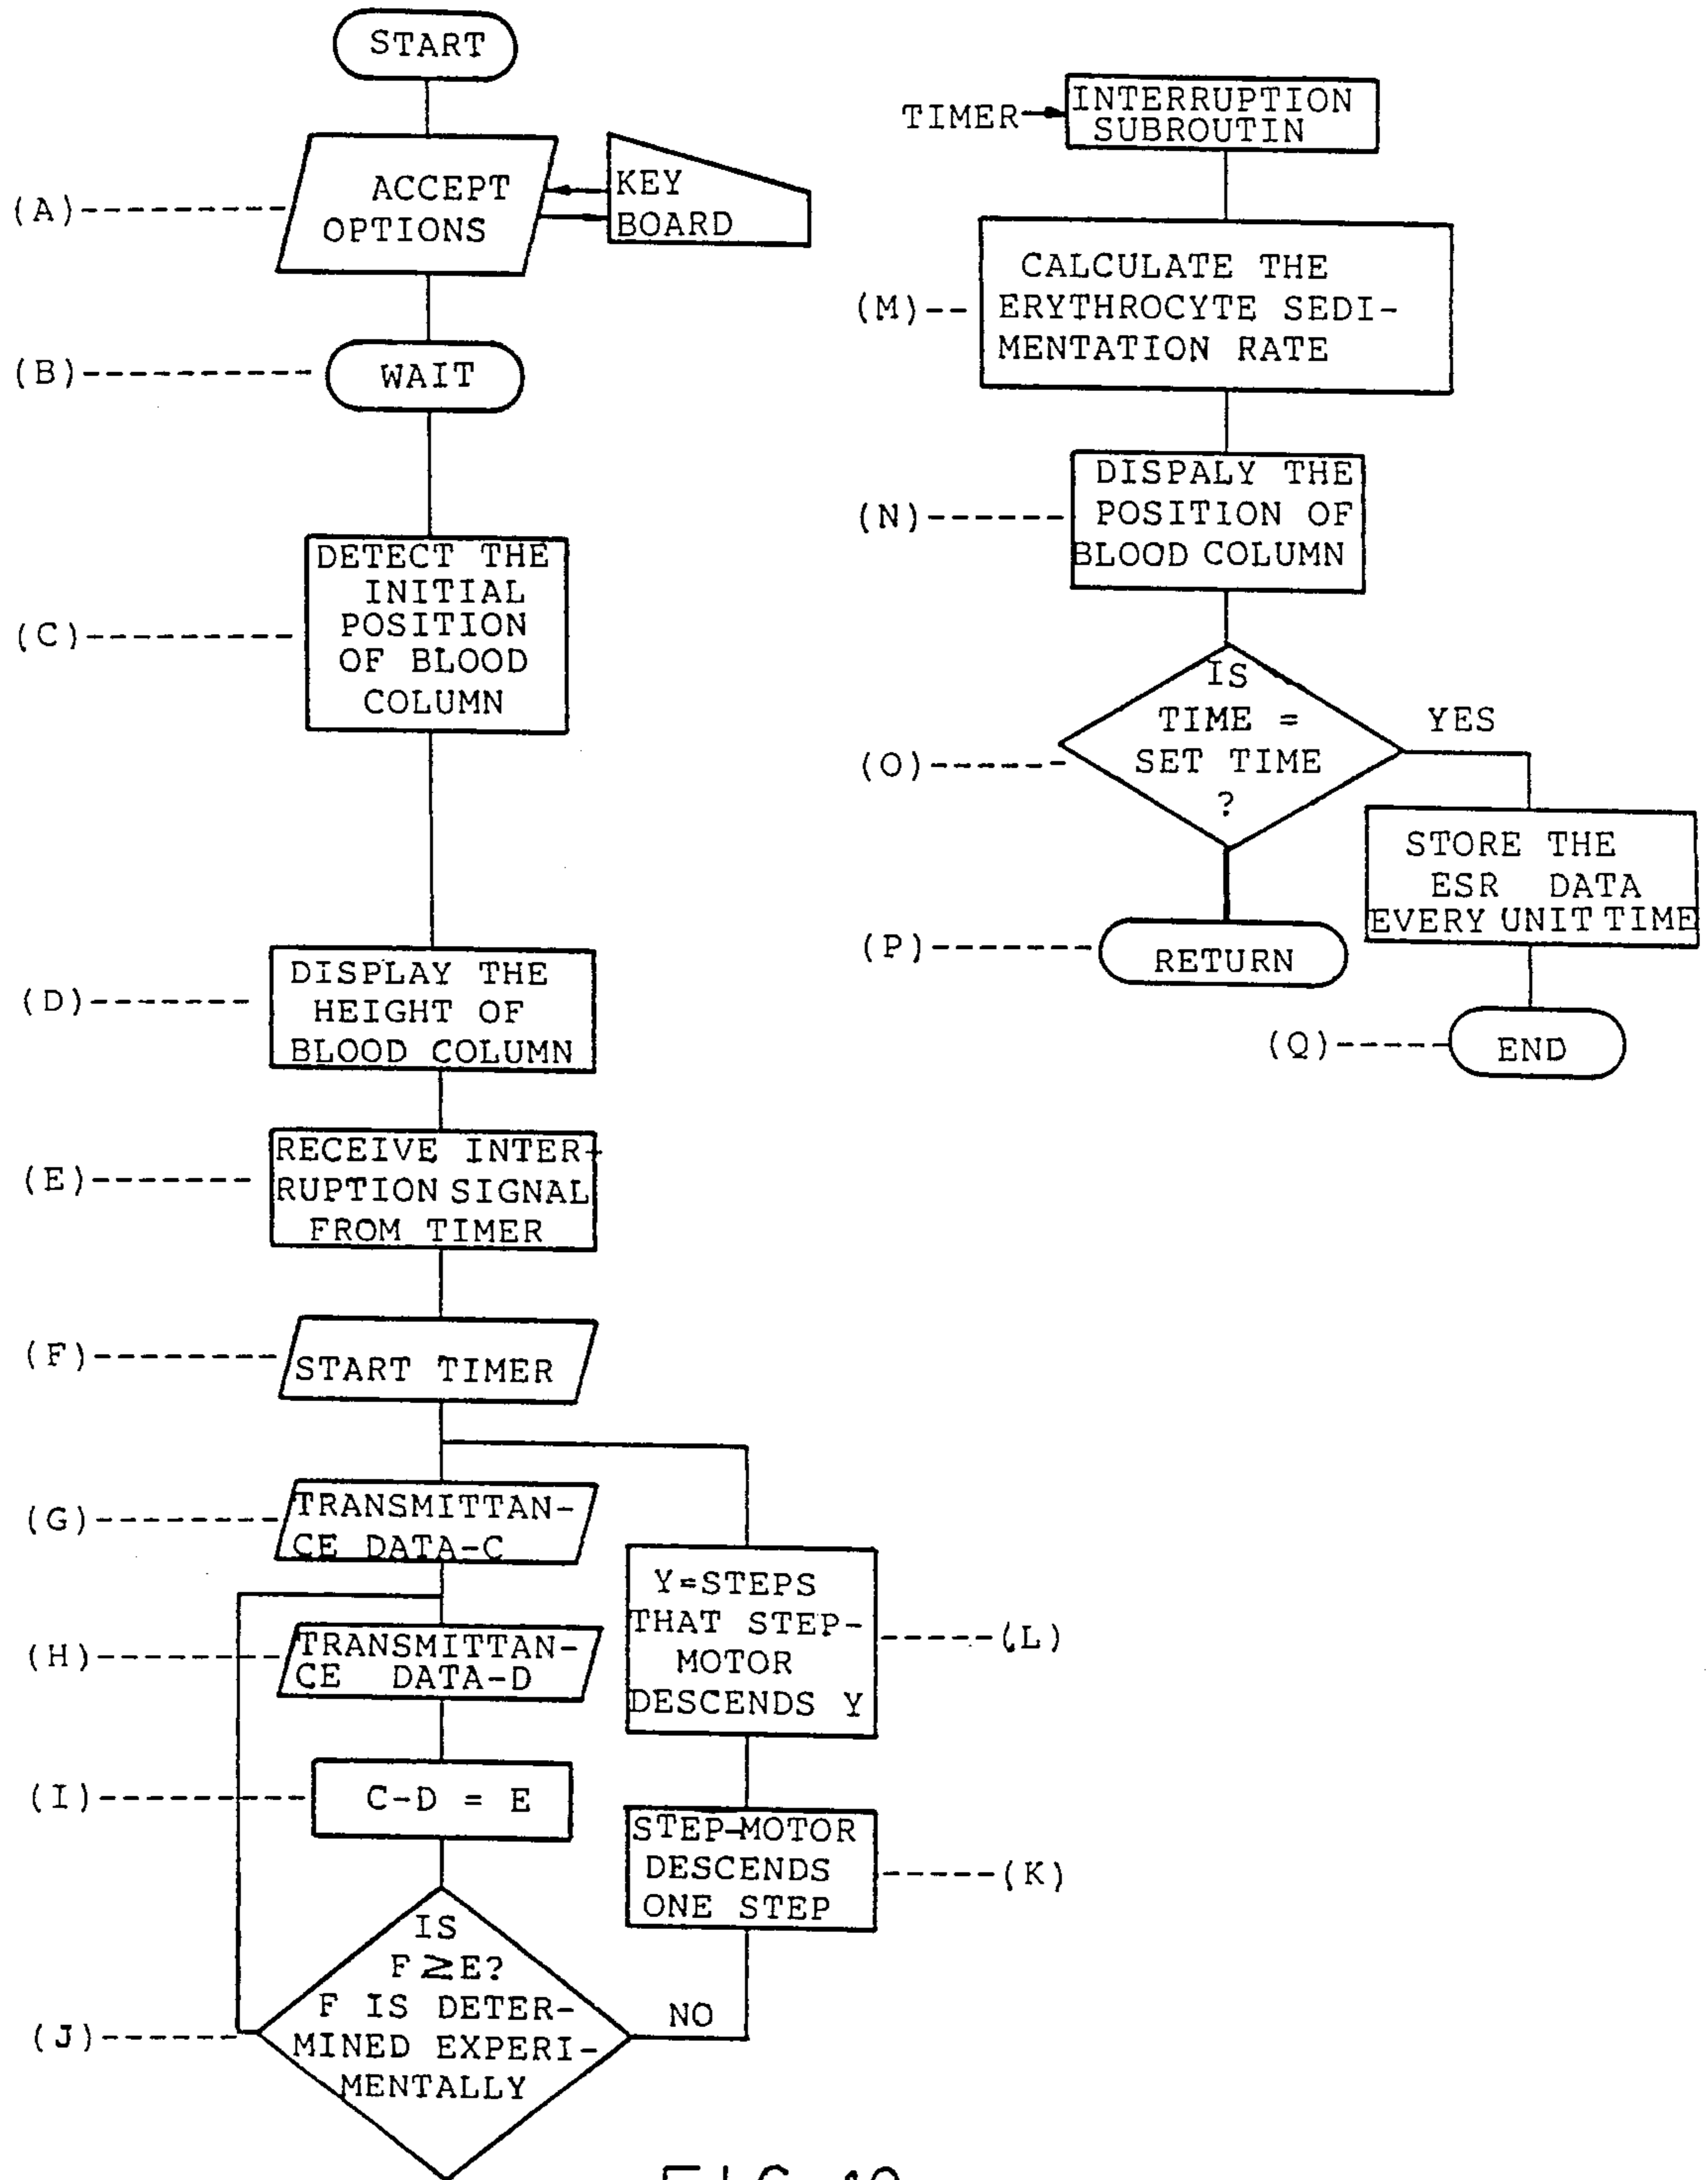 START
(A)
ACCEPT
OPTIONS
KEY
BOARD
(B)
WAIT
(C)
DETECT THE
INITIAL
POSITION
OF BLOOD
COLUMN
(D)
DISPLAY THE
HEIGHT OF
BLOOD COLUMN
(E)
RECEIVE INTER-
RUPTION SIGNAL
FROM TIMER
(F)
START TIMER
(G)
TRANSMITTAN-
CE DATA-C
(H)
TRANSMITTAN-
CE DATA-D
(I)
C-D = E
(J)
IS
F≥E?
F IS DETER-
MINED EXPERI-
MENTALLY
NO
Y=STEPS
THAT STEP-
MOTOR
DESCENDS Y
(L)
STEP-MOTOR
DESCENDS
ONE STEP
(K)
TIMER
INTERRUPTION
SUBROUTIN
(M)
CALCULATE THE
ERYTHROCYTE SEDI-
MENTATION RATE
(N)
DISPALY THE
POSITION OF
BLOOD COLUMN
(O)
IS
TIME =
SET TIME
?
YES
STORE THE
ESR DATA
EVERY UNIT TIME
(P)
RETURN
(Q)
END